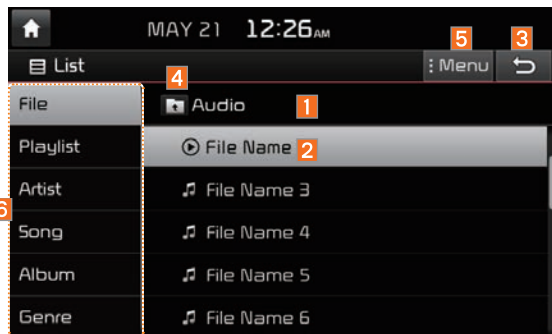 MAY 21 12:26AM
5 3
List Menu
4
File Audio 1
Playlist File Name 2
Artist File Name 3
6
Song File Name 4
Album File Name 5
Genre File Name 6